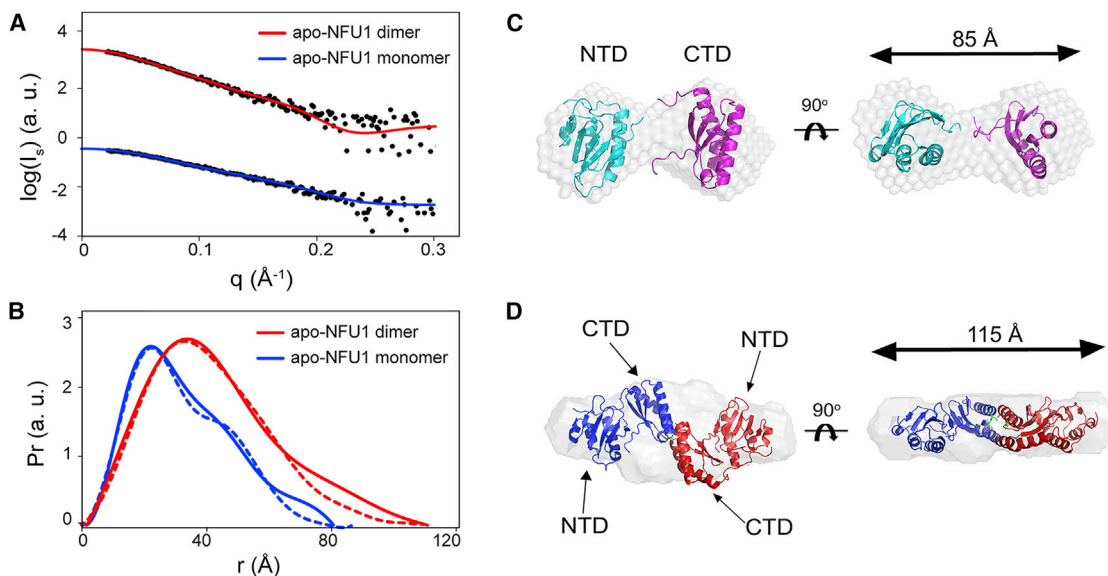 A
4
2
0
-2
-4
log(Is) (a. u.)
apo-NFU1 dimer
apo-NFU1 monomer
0
0.1
0.2
0.3
q (Å-1)
B
3
2
1
0
Pr (a. u.)
apo-NFU1 dimer
apo-NFU1 monomer
0
40
80
120
r (Å)
C
NTD
CTD
90o
85 Å
D
CTD
NTD
NTD
CTD
90o
115 Å